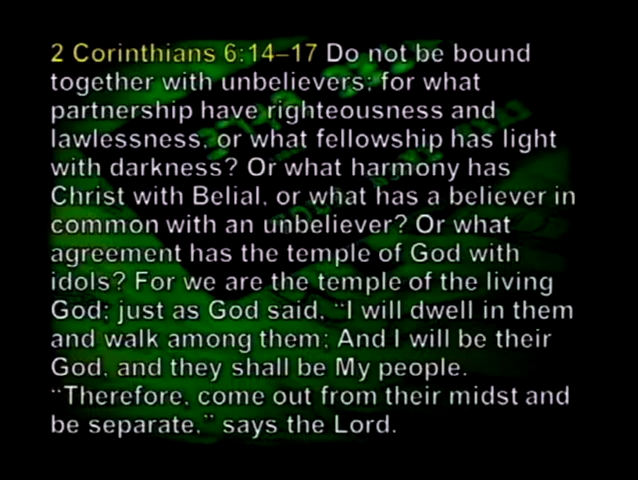 2 Corinthians 6:14–17 Do not be bound
together with unbelievers; for what
partnership have righteousness and
lawlessness, or what fellowship has light
with darkness? Or what harmony has
Christ with Belial, or what has a believer in
common with an unbeliever? Or what
agreement has the temple of God with
idols? For we are the temple of the living
God; just as God said, “I will dwell in them
and walk among them; And I will be their
God, and they shall be My people.
“Therefore, come out from their midst and
be separate,” says the Lord.